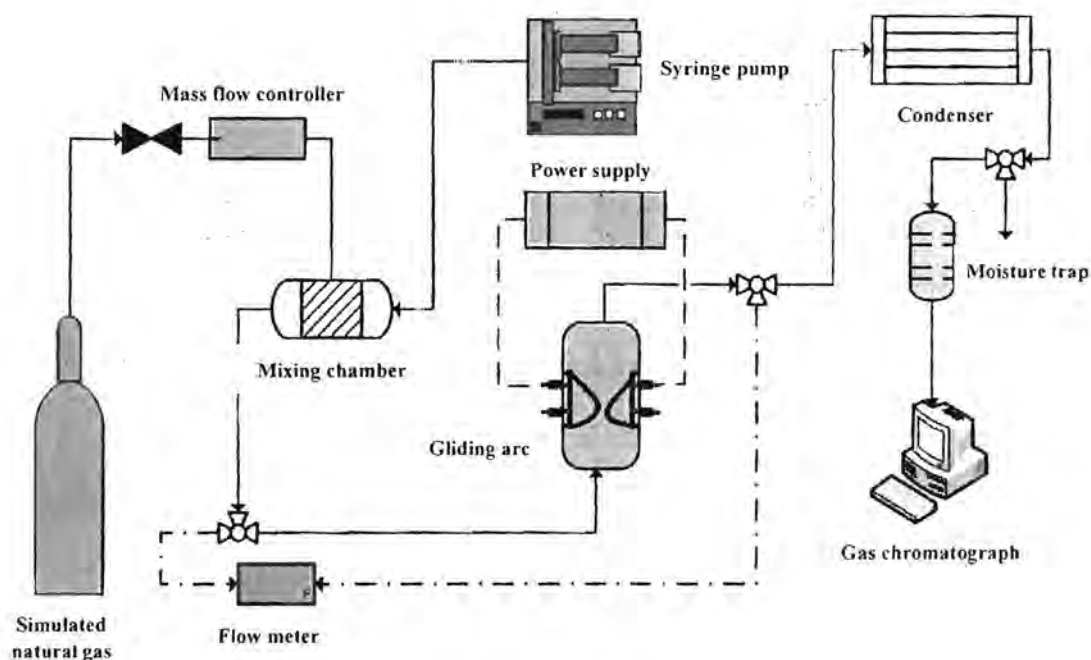 Mass flow controller
Syringe pump
Condenser
Power supply
Moisture trap
Mixing chamber
Gliding arc
Gas chromatograph
Simulated
natural gas
Flow meter